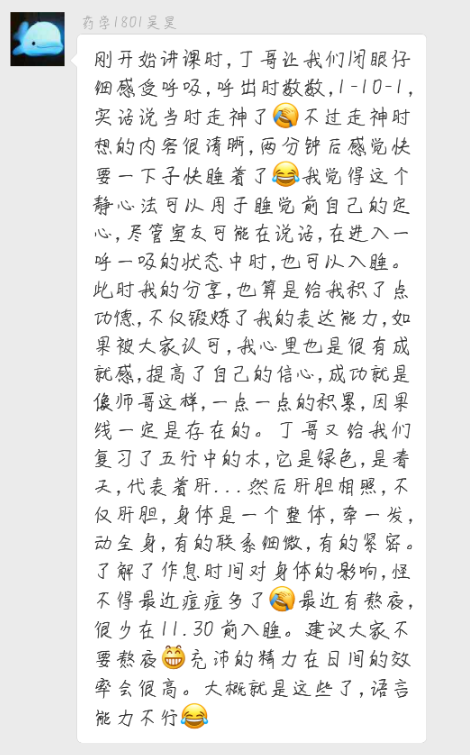 药学1801吴昊
刚开始讲课时,丁哥让我们闭眼仔
细感受呼吸,呼出时数数,1-10-1,
实话说当时走神了🤣不过走神时
想的内容很清晰,两分钟后感觉快
要一下子快睡着了😂我觉得这个
静心法可以用于睡觉前自己的定
心,尽管室友可能在说话,在进入一
呼一吸的状态中时,也可以入睡。
此时我的分享,也算是给我积了点
功德,不仅锻炼了我的表达能力,如
果被大家认可,我心里也是很有成
就感,提高了自己的信心,成功就是
像师哥这样,一点一点的积累,因果
线一定是存在的。丁哥又给我们
复习了五行中的木,它是绿色,是春
天,代表着肝...然后肝胆相照,不
仅肝胆,身体是一个整体,牵一发,
动全身,有的联系细微,有的紧密。
了解了作息时间对身体的影响,怪
不得最近痘痘多了🤣最近有熬夜,
很少在11.30前入睡。建议大家不
要熬夜😁充沛的精力在日间的效
率会很高。大概就是这些了,语言
能力不行😂